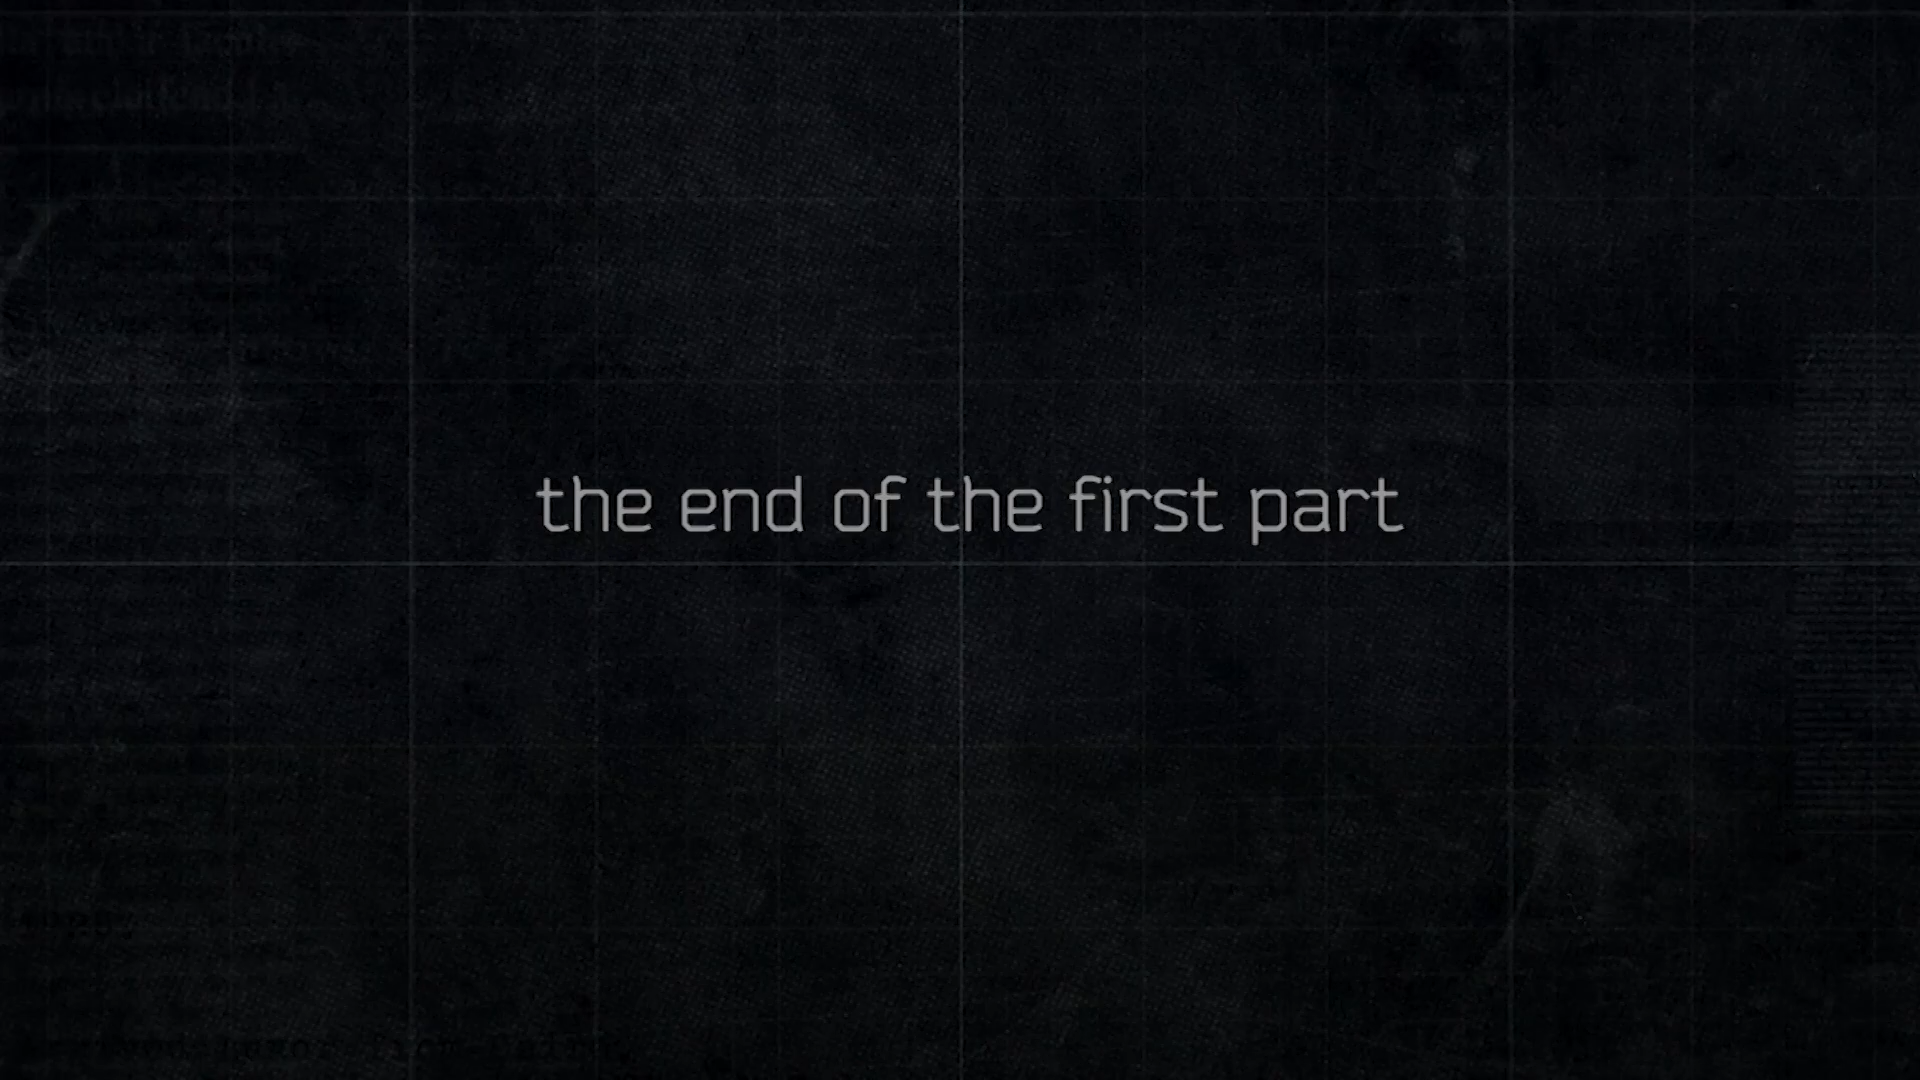 the end of the first part